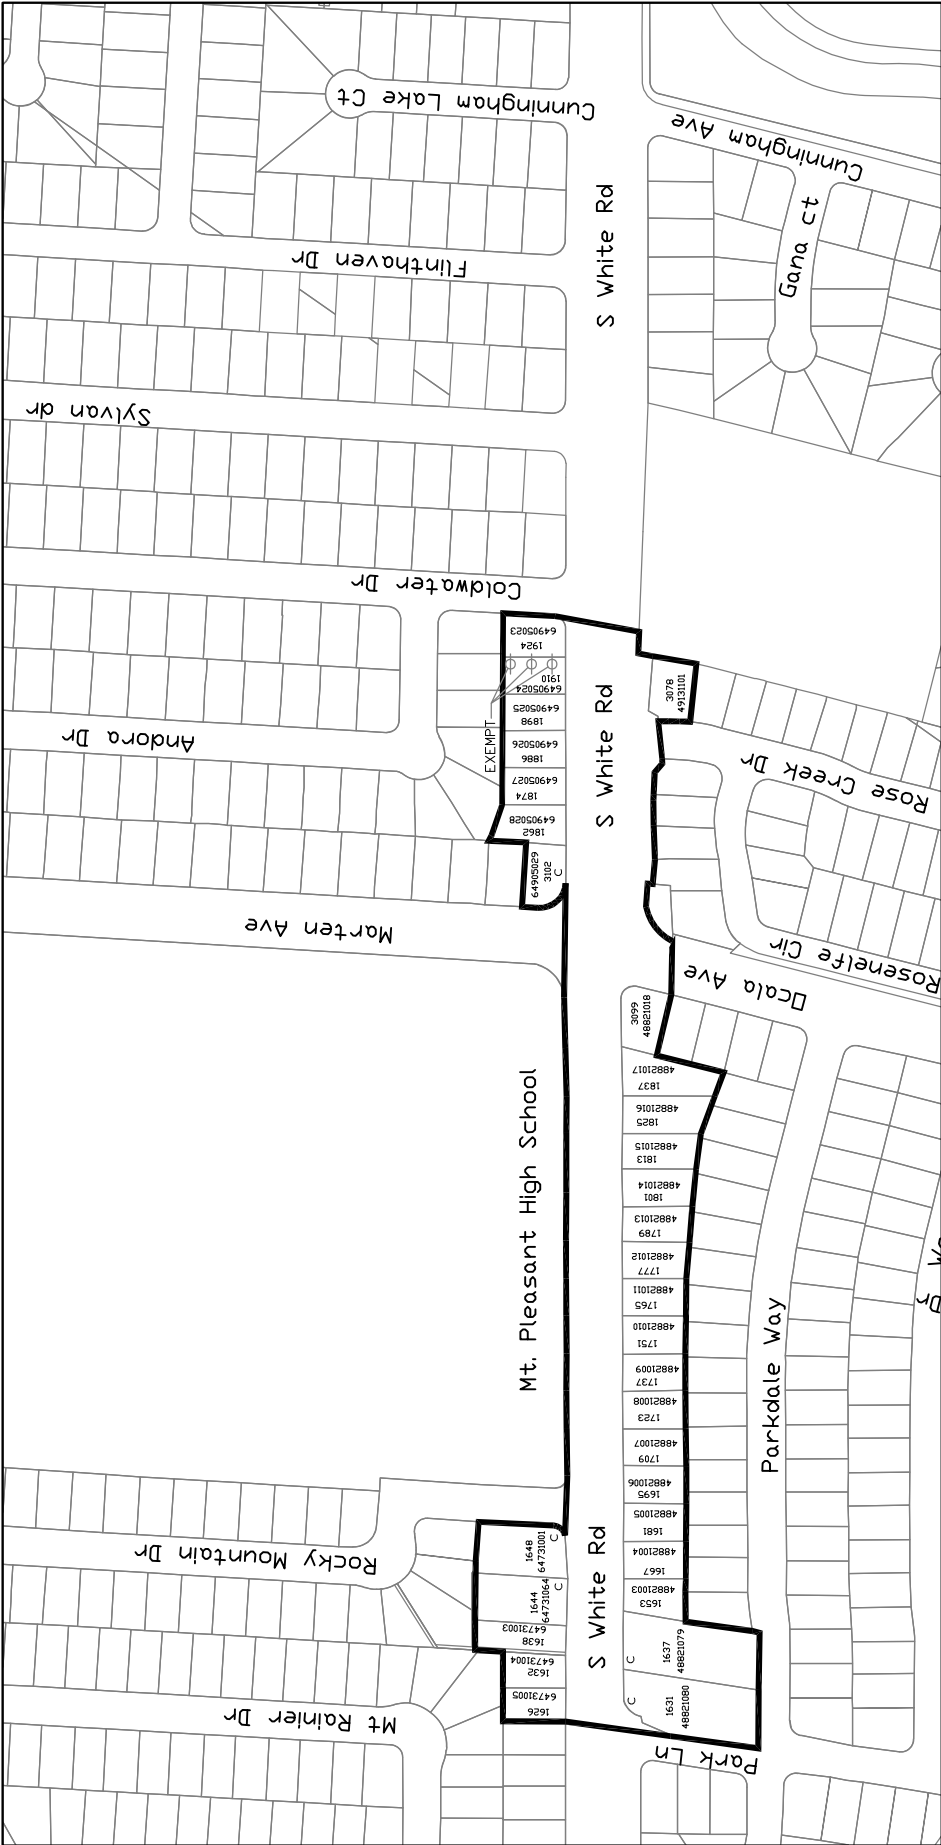 Cunningham Lake Ct
Cunningham Ave
S White Rd
Gana ct
Flinthaven Dr
Sylvan dr
Coldwater Dr
64905023
1924
1910
64905024
64905025
1898
EXEMPT
64905026
1886
64905027
1874
64905028
1862
64905029
3102
C
3078
49131101
S White Rd
Andora Dr
Rose Creek Dr
Marten Ave
Rosenelfe Cir
Ocala Ave
3099
48821018
48821017
1837
48821016
1825
48821015
1813
48821014
1801
48821013
1789
48821012
1777
48821011
1765
48821010
1751
48821009
1737
48821008
1723
48821007
1709
48821006
1695
48821005
1681
48821004
1667
48821003
1653
Mt. Pleasant High School
Parkdale Way
Dr
Rocky Mountain Dr
1648
64731001
C
1644
64731064
C
64731003
1638
64731004
1632
64731005
1626
S White Rd
C
1637
48821079
C
1631
48821080
Mt Rainier Dr
Park Ln